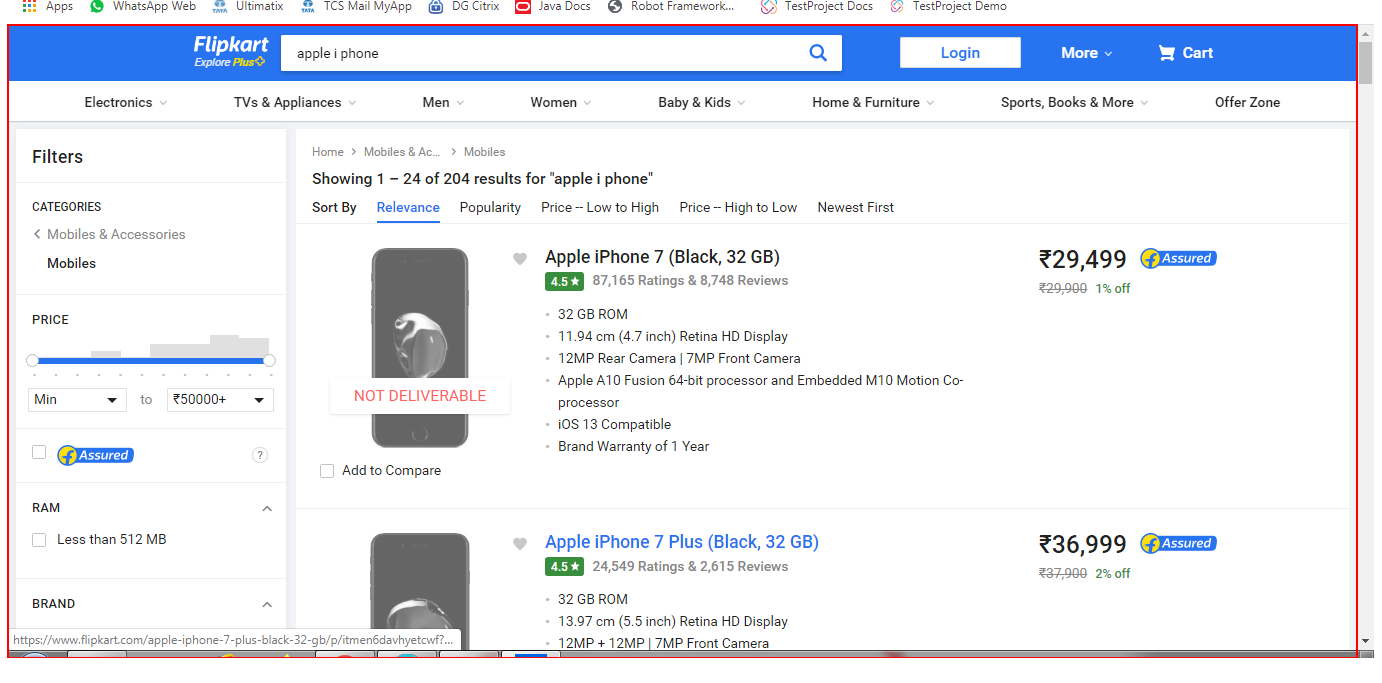 Apps WhatsApp Web Ultimatix TCS Mail MyApp DG Citrix Java Docs Robot Framework... TestProject Docs TestProject Demo
TATA TATA
Flipkart
Explore Plus
apple i phone
Login
More
Cart
Electronics TVs & Appliances Men Women Baby & Kids Home & Furniture Sports, Books & More Offer Zone
Filters
CATEGORIES
Mobiles & Accessories
Mobiles
PRICE
Min to ₹50000+
f Assured ?
RAM
Less than 512 MB
BRAND
Home > Mobiles & Ac... > Mobiles
Showing 1 – 24 of 204 results for "apple i phone"
Sort By Relevance Popularity Price -- Low to High Price -- High to Low Newest First
NOT DELIVERABLE
Add to Compare
Apple iPhone 7 (Black, 32 GB)
4.5★ 87,165 Ratings & 8,748 Reviews
32 GB ROM
11.94 cm (4.7 inch) Retina HD Display
12MP Rear Camera | 7MP Front Camera
Apple A10 Fusion 64-bit processor and Embedded M10 Motion Co-
processor
iOS 13 Compatible
Brand Warranty of 1 Year
₹29,499 f Assured
₹29,900 1% off
Apple iPhone 7 Plus (Black, 32 GB)
4.5★ 24,549 Ratings & 2,615 Reviews
32 GB ROM
13.97 cm (5.5 inch) Retina HD Display
12MP + 12MP | 7MP Front Camera
₹36,999 f Assured
₹37,900 2% off
https://www.flipkart.com/apple-iphone-7-plus-black-32-gb/p/itmen6davhyetcwf?...